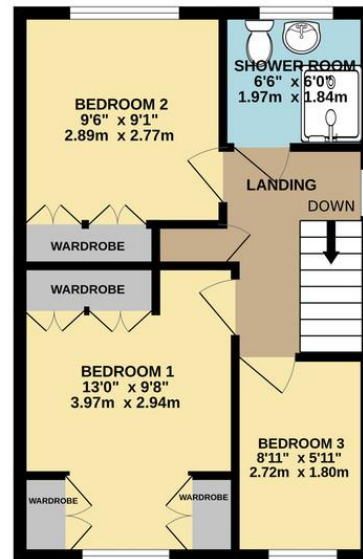 SHOWER ROOM
6'6" x 6'0"
1.97m x 1.84m
BEDROOM 2
9'6" x 9'1"
2.89m x 2.77m
LANDING
DOWN
WARDROBE
WARDROBE
BEDROOM 1
13'0" x 9'8"
3.97m x 2.94m
BEDROOM 3
8'11" x 5'11"
2.72m x 1.80m
WARDROBE
WARDROBE